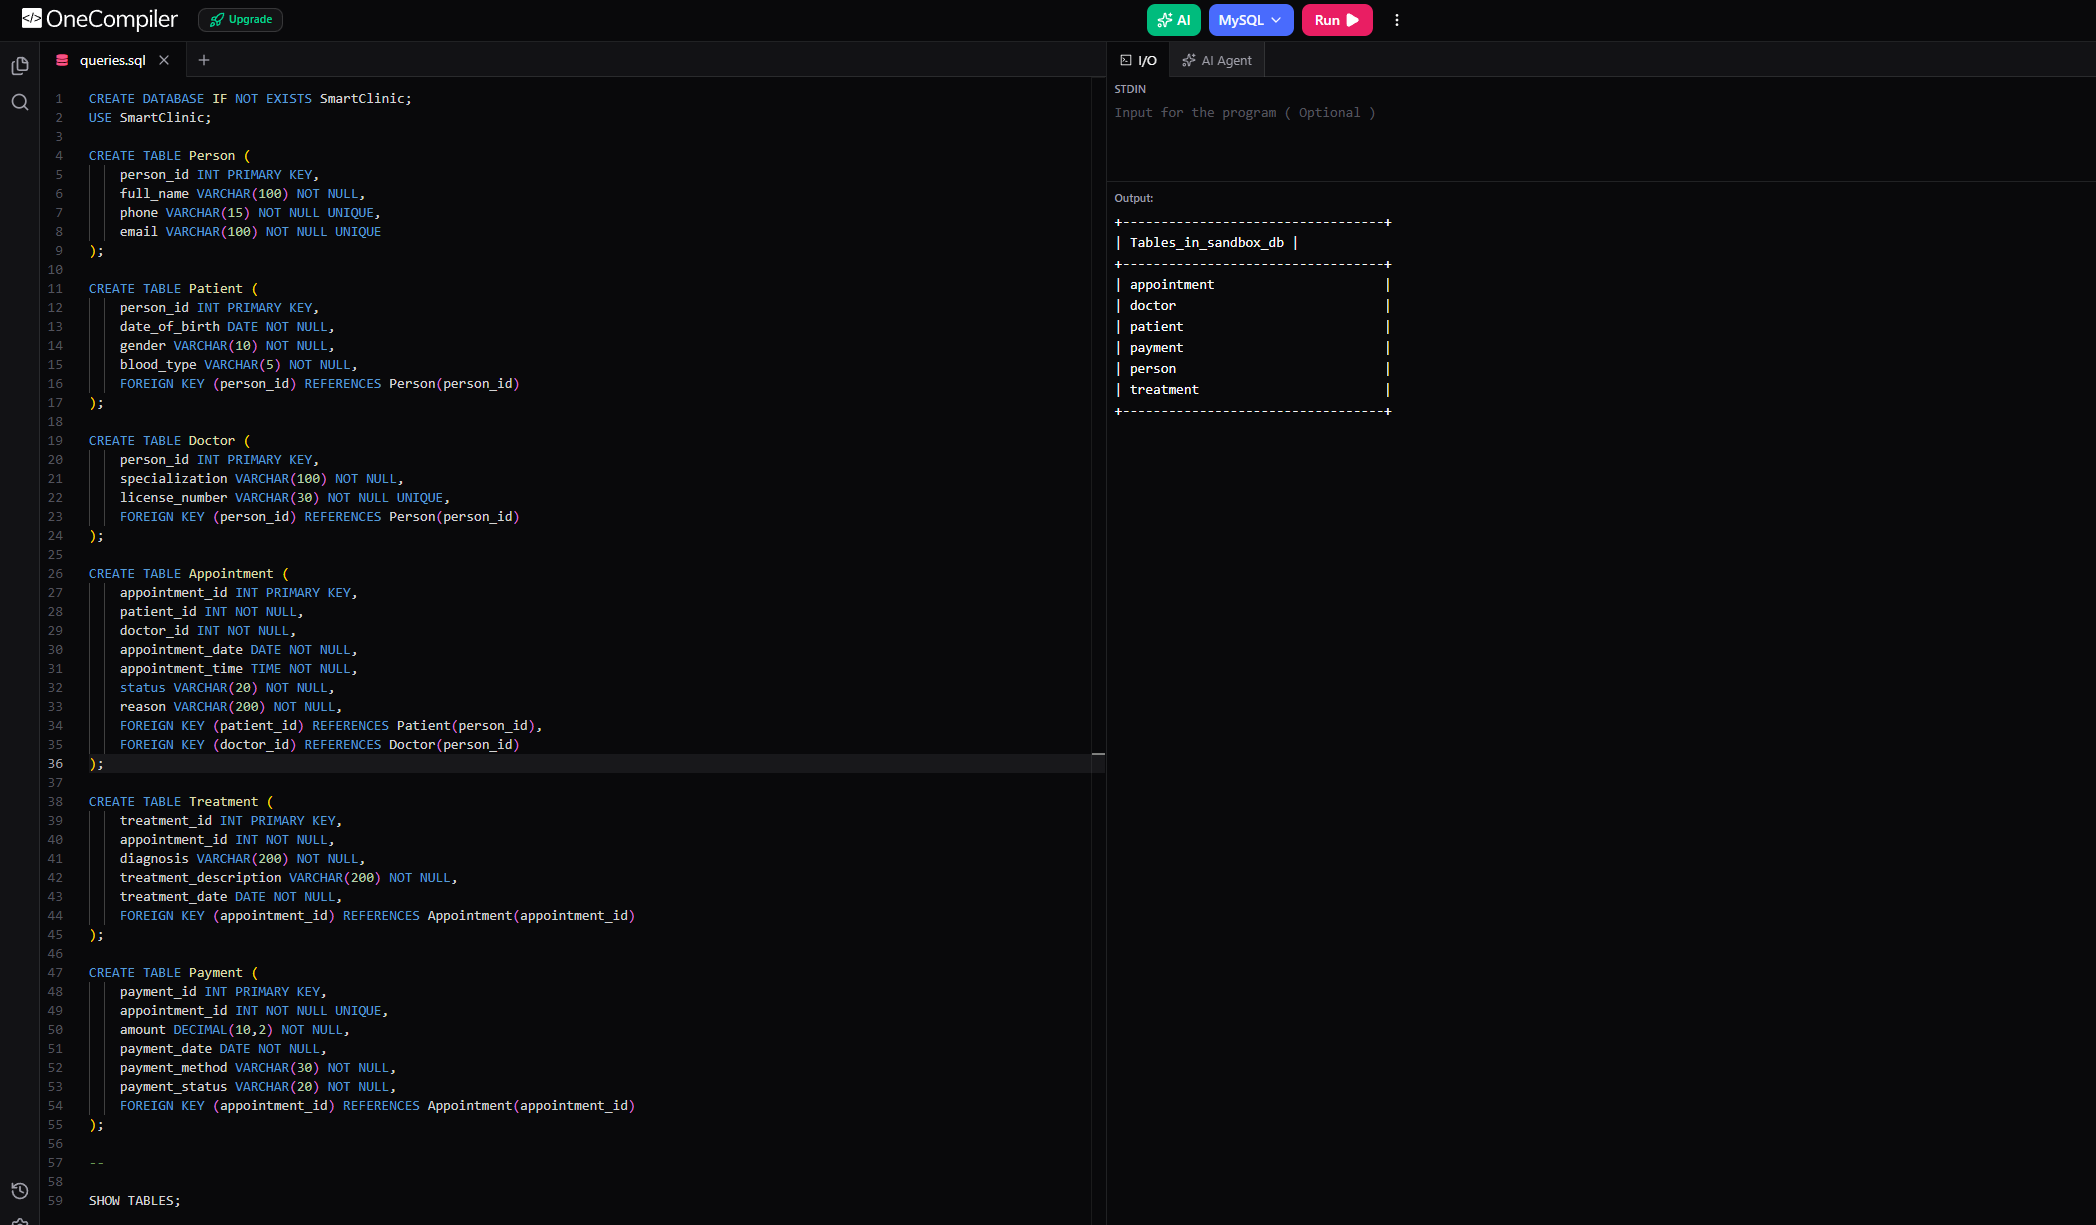 OneCompiler
Upgrade
AI
MySQL
Run
queries.sql
I/O
AI Agent
1 CREATE DATABASE IF NOT EXISTS SmartClinic;
2 USE SmartClinic;
3
4 CREATE TABLE Person (
5     person_id INT PRIMARY KEY,
6     full_name VARCHAR(100) NOT NULL,
7     phone VARCHAR(15) NOT NULL UNIQUE,
8     email VARCHAR(100) NOT NULL UNIQUE
9 );
10
11 CREATE TABLE Patient (
12     person_id INT PRIMARY KEY,
13     date_of_birth DATE NOT NULL,
14     gender VARCHAR(10) NOT NULL,
15     blood_type VARCHAR(5) NOT NULL,
16     FOREIGN KEY (person_id) REFERENCES Person(person_id)
17 );
18
19 CREATE TABLE Doctor (
20     person_id INT PRIMARY KEY,
21     specialization VARCHAR(100) NOT NULL,
22     license_number VARCHAR(30) NOT NULL UNIQUE,
23     FOREIGN KEY (person_id) REFERENCES Person(person_id)
24 );
25
26 CREATE TABLE Appointment (
27     appointment_id INT PRIMARY KEY,
28     patient_id INT NOT NULL,
29     doctor_id INT NOT NULL,
30     appointment_date DATE NOT NULL,
31     appointment_time TIME NOT NULL,
32     status VARCHAR(20) NOT NULL,
33     reason VARCHAR(200) NOT NULL,
34     FOREIGN KEY (patient_id) REFERENCES Patient(person_id),
35     FOREIGN KEY (doctor_id) REFERENCES Doctor(person_id)
36 );
37
38 CREATE TABLE Treatment (
39     treatment_id INT PRIMARY KEY,
40     appointment_id INT NOT NULL,
41     diagnosis VARCHAR(200) NOT NULL,
42     treatment_description VARCHAR(200) NOT NULL,
43     treatment_date DATE NOT NULL,
44     FOREIGN KEY (appointment_id) REFERENCES Appointment(appointment_id)
45 );
46
47 CREATE TABLE Payment (
48     payment_id INT PRIMARY KEY,
49     appointment_id INT NOT NULL UNIQUE,
50     amount DECIMAL(10,2) NOT NULL,
51     payment_date DATE NOT NULL,
52     payment_method VARCHAR(30) NOT NULL,
53     payment_status VARCHAR(20) NOT NULL,
54     FOREIGN KEY (appointment_id) REFERENCES Appointment(appointment_id)
55 );
56
57 --
58
59 SHOW TABLES;
STDIN
Input for the program ( Optional )
Output:
+----------------------------------+
| Tables_in_sandbox_db |
+----------------------------------+
| appointment                      |
| doctor                           |
| patient                          |
| payment                          |
| person                           |
| treatment                        |
+----------------------------------+